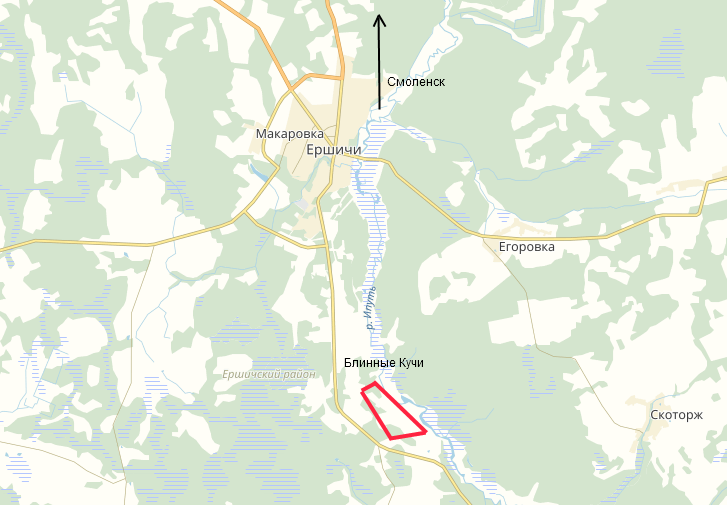 Смоленск
Макаровка
Ершичи
Егоровка
р. Ипуть
Блинные Кучи
Ершичский район
Скоторж